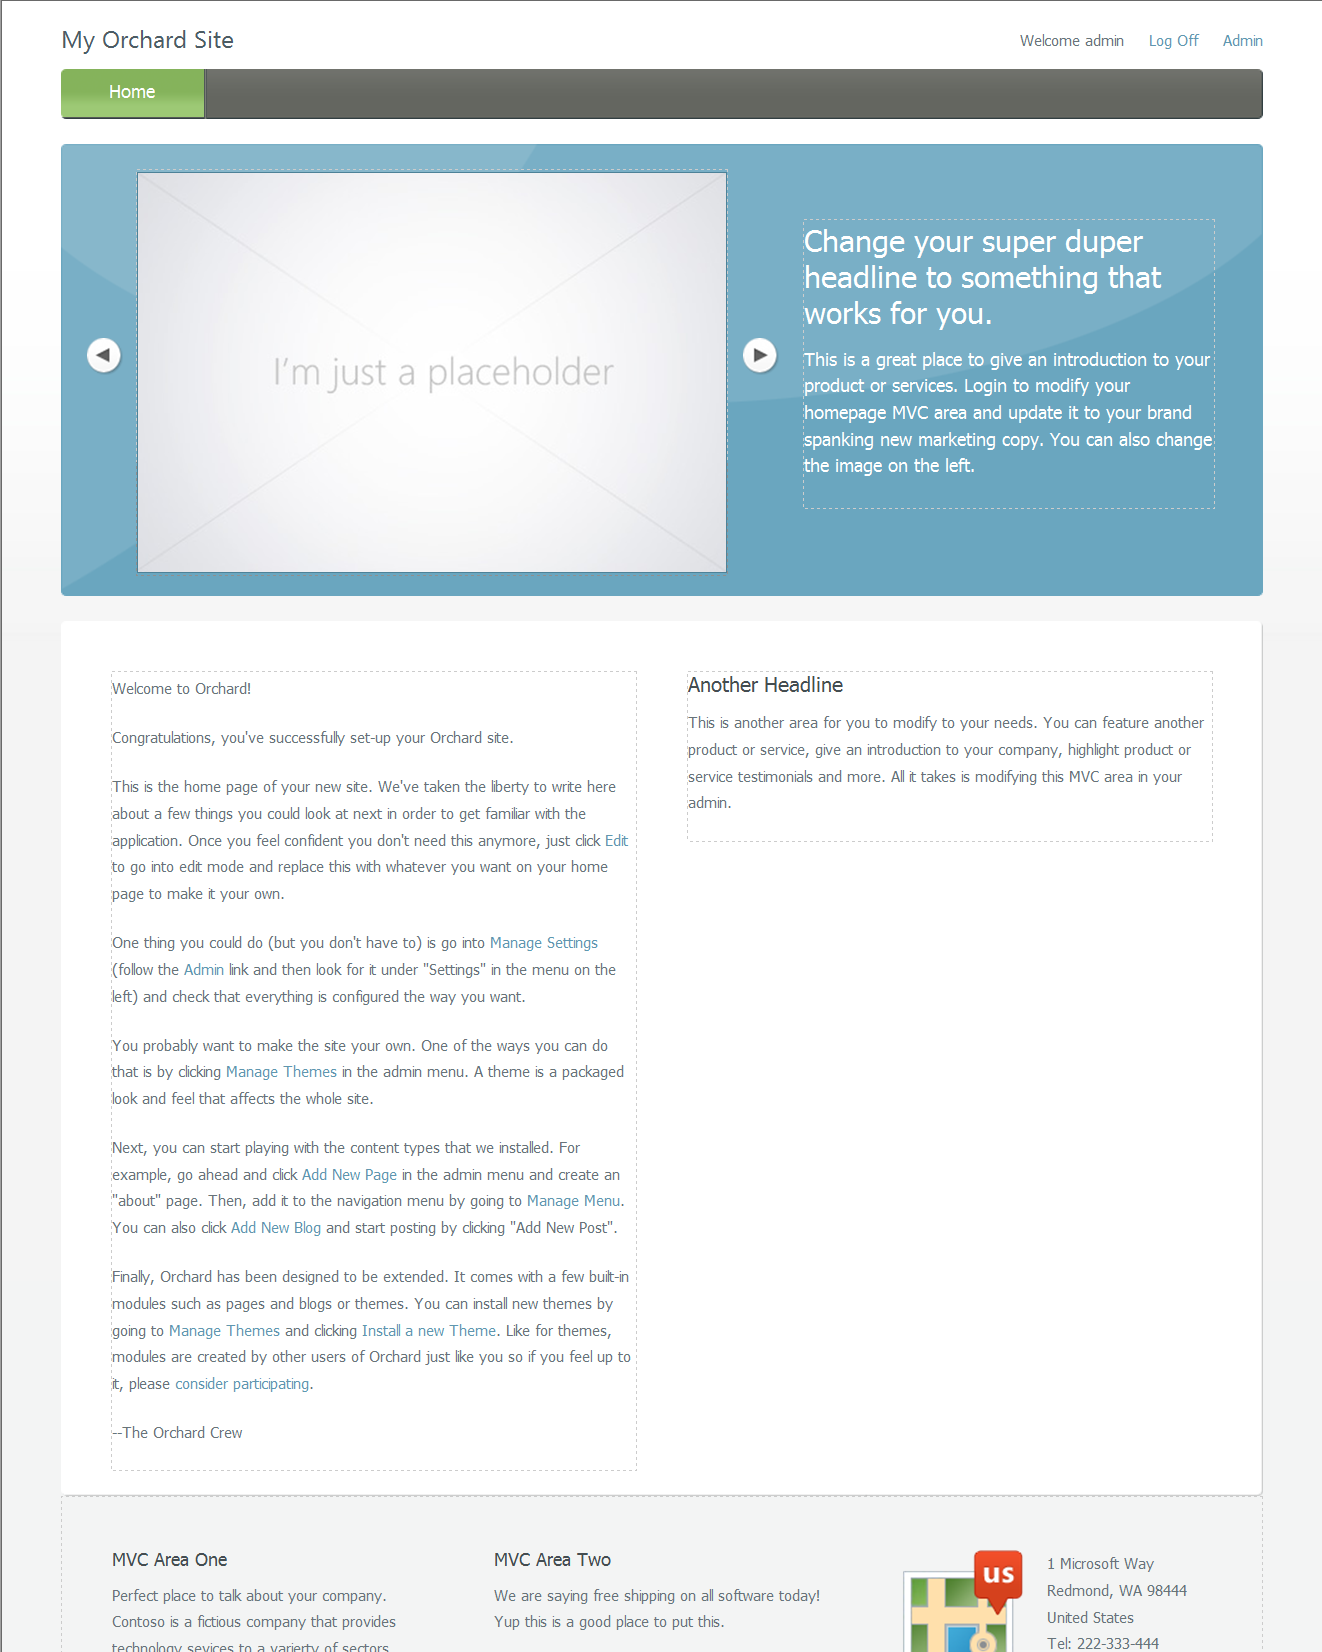 My Orchard Site
Welcome admin Log Off Admin
Home
I'm just a placeholder
Change your super duper
headline to something that
works for you.
This is a great place to give an introduction to your
product or services. Login to modify your
homepage MVC area and update it to your brand
spanking new marketing copy. You can also change
the image on the left.
Welcome to Orchard!
Congratulations, you've successfully set-up your Orchard site.
This is the home page of your new site. We've taken the liberty to write here
about a few things you could look at next in order to get familiar with the
application. Once you feel confident you don't need this anymore, just click Edit
to go into edit mode and replace this with whatever you want on your home
page to make it your own.
One thing you could do (but you don't have to) is go into Manage Settings
(follow the Admin link and then look for it under "Settings" in the menu on the
left) and check that everything is configured the way you want.
You probably want to make the site your own. One of the ways you can do
that is by clicking Manage Themes in the admin menu. A theme is a packaged
look and feel that affects the whole site.
Next, you can start playing with the content types that we installed. For
example, go ahead and click Add New Page in the admin menu and create an
"about" page. Then, add it to the navigation menu by going to Manage Menu.
You can also click Add New Blog and start posting by clicking "Add New Post".
Finally, Orchard has been designed to be extended. It comes with a few built-in
modules such as pages and blogs or themes. You can install new themes by
going to Manage Themes and clicking Install a new Theme. Like for themes,
modules are created by other users of Orchard just like you so if you feel up to
it, please consider participating.
--The Orchard Crew
Another Headline
This is another area for you to modify to your needs. You can feature another
product or service, give an introduction to your company, highlight product or
service testimonials and more. All it takes is modifying this MVC area in your
admin.
MVC Area One
Perfect place to talk about your company.
Contoso is a fictious company that provides
technology sevices to a varierty of sectors
MVC Area Two
We are saying free shipping on all software today!
Yup this is a good place to put this.
us
1 Microsoft Way
Redmond, WA 98444
United States
Tel: 222-333-444